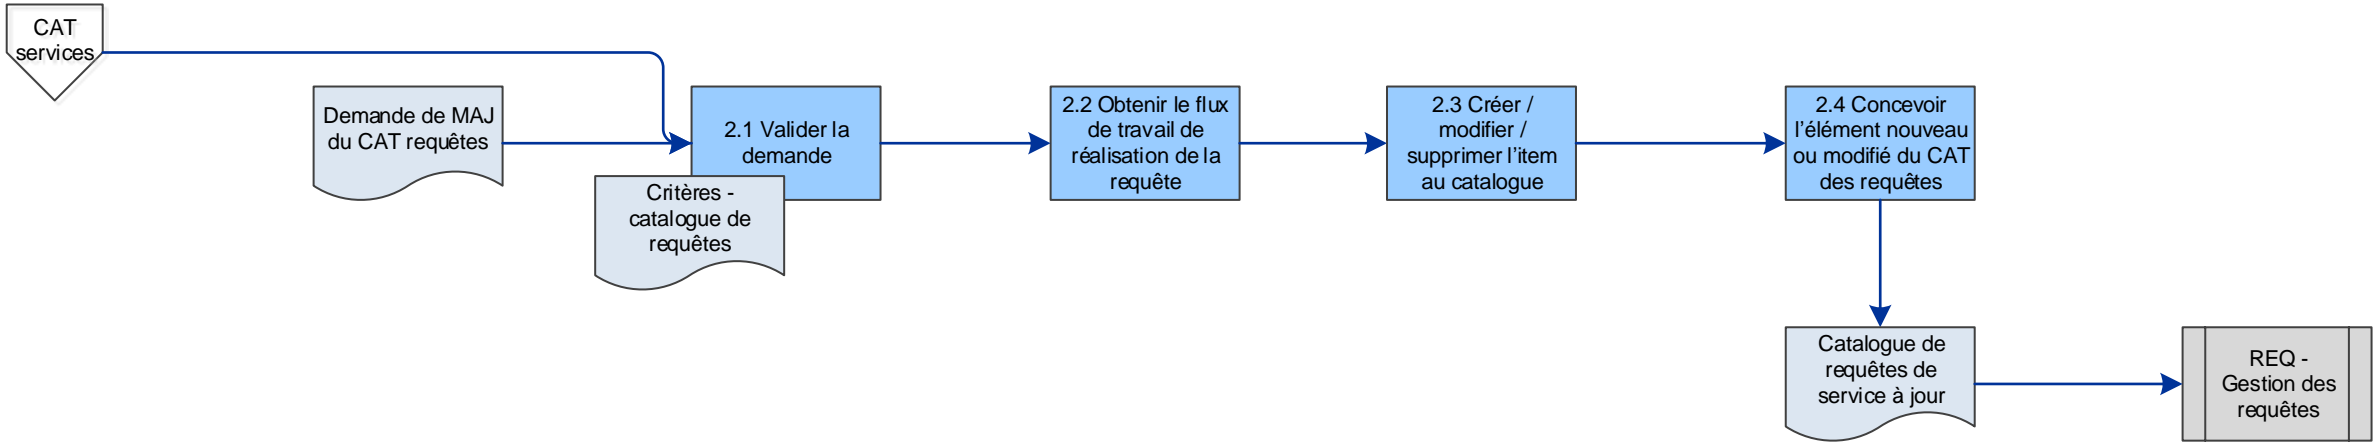 CAT
services
Demande de MAJ
du CAT requêtes
2.1 Valider la
demande
Critères -
catalogue de
requêtes
2.2 Obtenir le flux
de travail de
réalisation de la
requête
2.3 Créer /
modifier /
supprimer l’item
au catalogue
2.4 Concevoir
l’élément nouveau
ou modifié du CAT
des requêtes
Catalogue de
requêtes de
service à jour
REQ -
Gestion des
requêtes